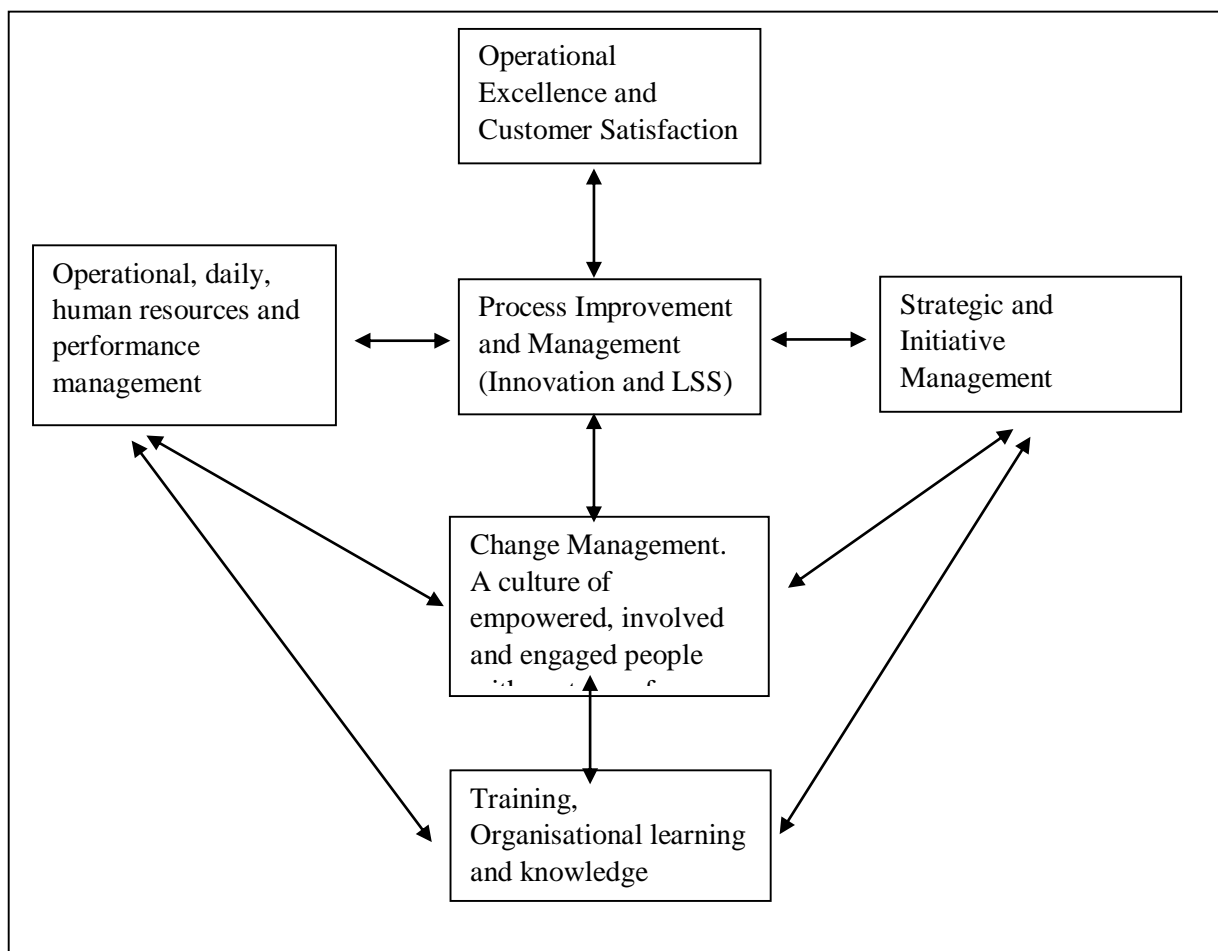 Operational
Excellence and
Customer Satisfaction
Operational, daily,
human resources and
performance
management
Process Improvement
and Management
(Innovation and LSS)
Strategic and
Initiative
Management
Change Management.
A culture of
empowered, involved
and engaged people
Training,
Organisational learning
and knowledge